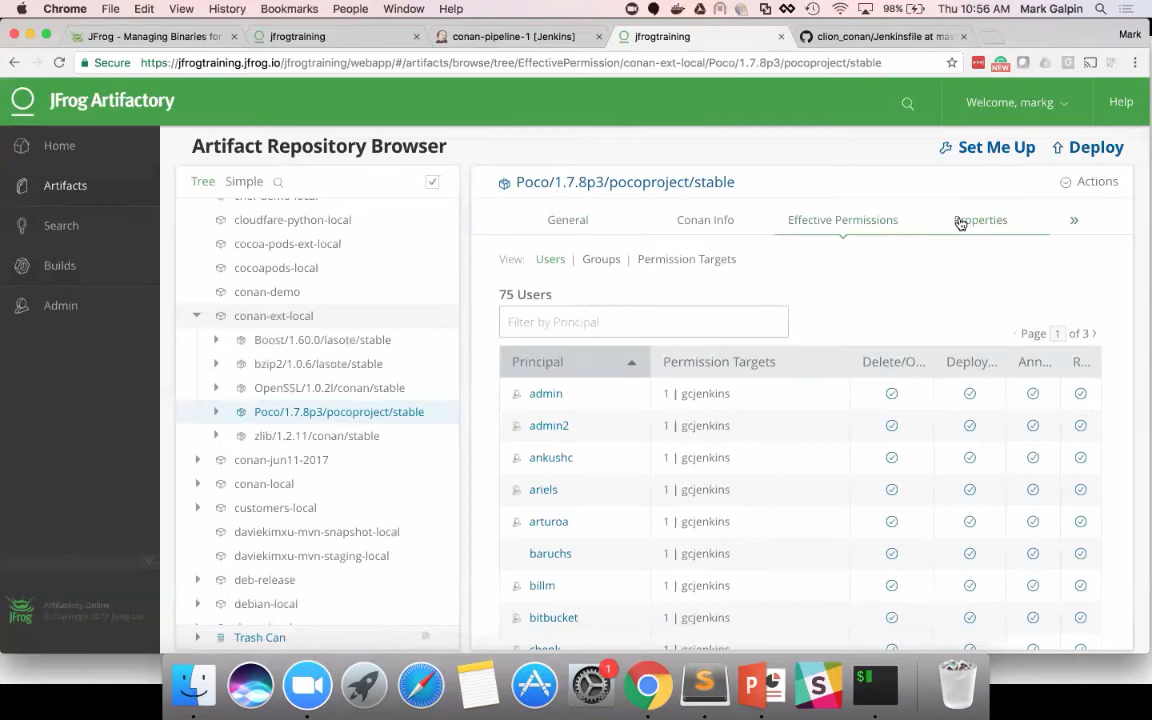 Chrome File Edit View History Bookmarks People Window Help 98% Thu 10:56 AM Mark Galpin
JFrog - Managing Binaries for
jfrogtraining
conan-pipeline-1 [Jenkins]
jfrogtraining
clion_conan/Jenkinsfile at mas
Mark
Secure https://jfrogtraining.jfrog.io/jfrogtraining/webapp/#/artifacts/browse/tree/EffectivePermission/conan-ext-local/Poco/1.7.8p3/pocoproject/stable
NEW
JFrog Artifactory
Welcome, markg
Help
Home
Artifacts
Search
Builds
Admin
Artifactory Online
JFrog
Artifact Repository Browser
Set Me Up
Deploy
Tree Simple
cloudfare-python-local
cocoa-pods-ext-local
cocoapods-local
conan-demo
conan-ext-local
Boost/1.60.0/lasote/stable
bzip2/1.0.6/lasote/stable
OpenSSL/1.0.2l/conan/stable
Poco/1.7.8p3/pocoproject/stable
zlib/1.2.11/conan/stable
conan-jun11-2017
conan-local
customers-local
daviekimxu-mvn-snapshot-local
daviekimxu-mvn-staging-local
deb-release
debian-local
Trash Can
Poco/1.7.8p3/pocoproject/stable
Actions
General Conan Info Effective Permissions Properties »
View: Users | Groups | Permission Targets
75 Users
Filter by Principal
Page 1 of 3
Principal Permission Targets Delete/O... Deploy... Ann... R...
admin 1 | gcjenkins
admin2 1 | gcjenkins
ankushc 1 | gcjenkins
ariels 1 | gcjenkins
arturoa 1 | gcjenkins
baruchs 1 | gcjenkins
billm 1 | gcjenkins
bitbucket 1 | gcjenkins
1